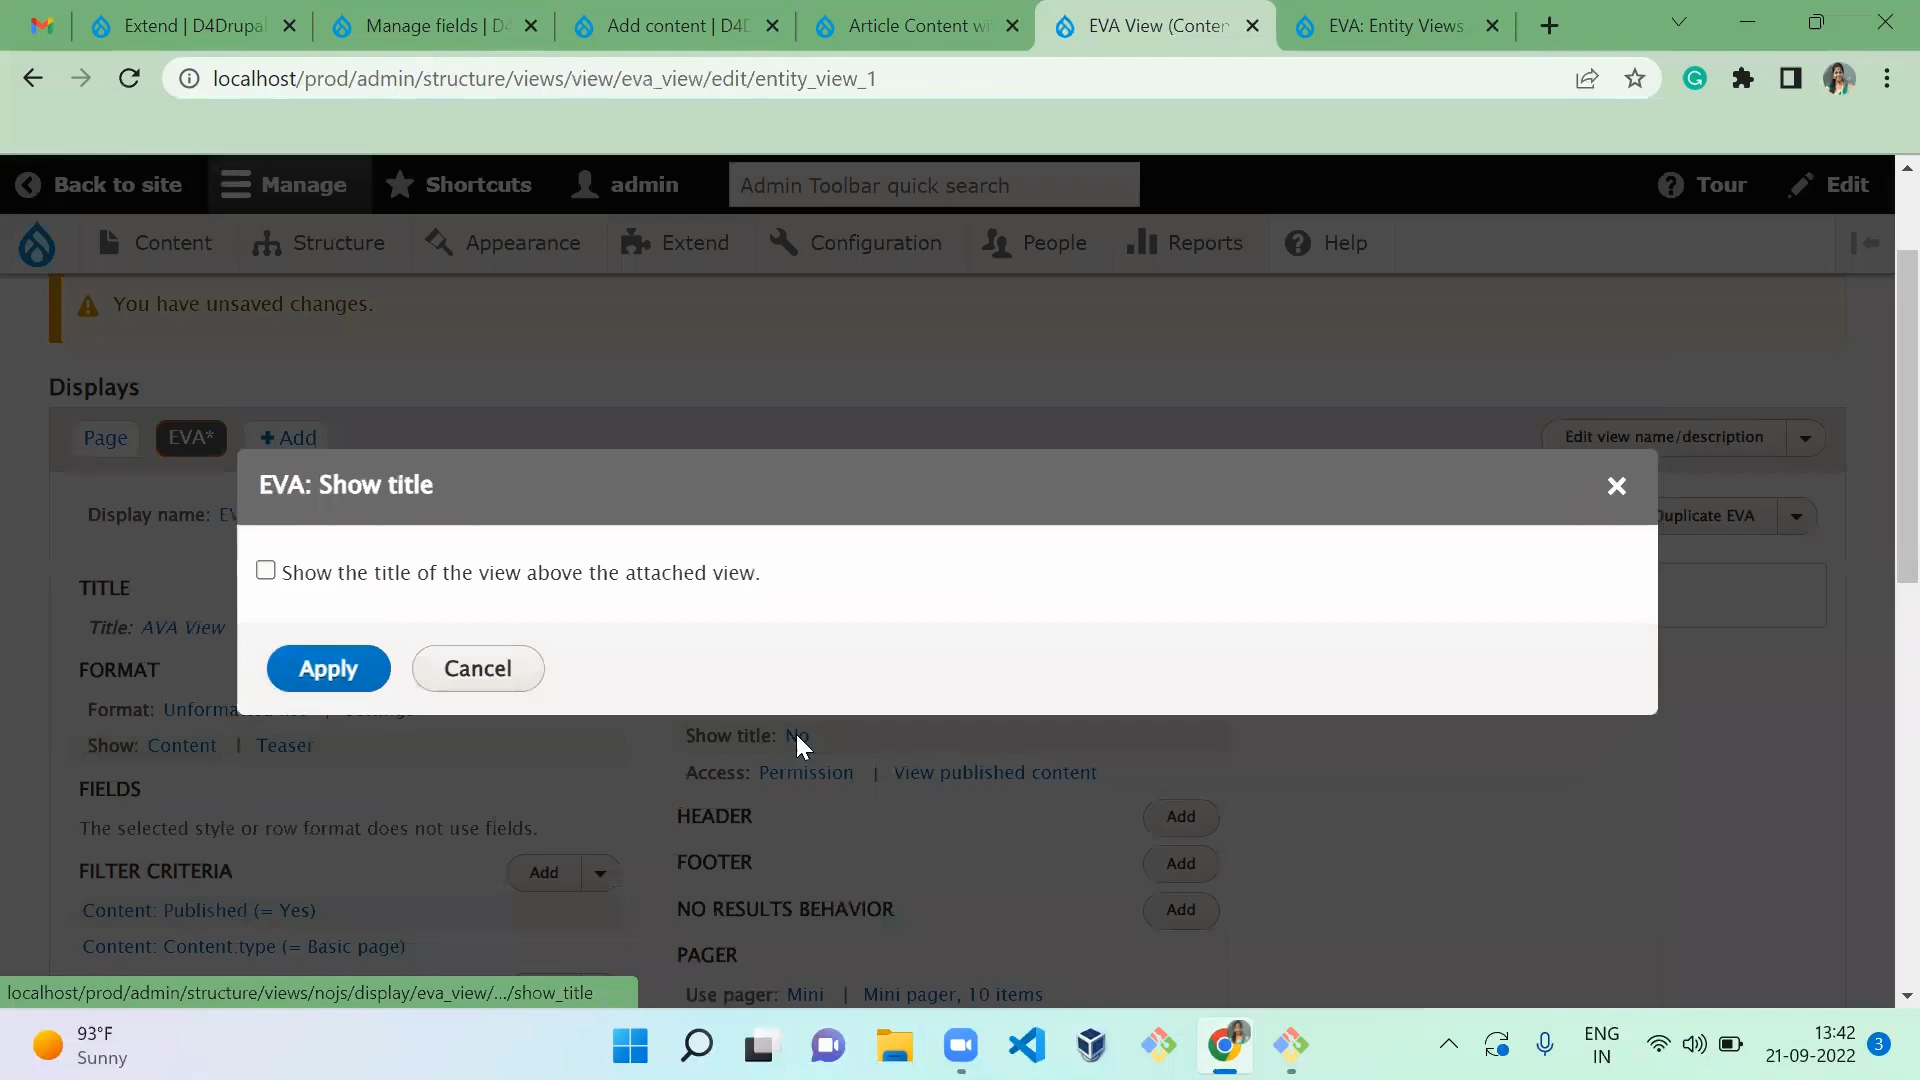 Extend | D4Drupal
Manage fields | D4
Add content | D4D
Article Content wi
EVA View (Conten
EVA: Entity Views
localhost/prod/admin/structure/views/view/eva_view/edit/entity_view_1
Back to site
Manage
Shortcuts
admin
Admin Toolbar quick search
Tour
Edit
Content
Structure
Appearance
Extend
Configuration
People
Reports
Help
You have unsaved changes.
Displays
Page
EVA*
Add
Edit view name/description
EVA: Show title
Display name: EV
Duplicate EVA
Show the title of the view above the attached view.
TITLE
Title: AVA View
Apply
Cancel
FORMAT
Format: Unforma
Show: Content | Teaser
FIELDS
The selected style or row format does not use fields.
FILTER CRITERIA
Add
Content: Published (= Yes)
Content: Content type (= Basic page)
Show title: No
Access: Permission | View published content
HEADER
Add
FOOTER
Add
NO RESULTS BEHAVIOR
Add
PAGER
Use pager: Mini | Mini pager, 10 items
localhost/prod/admin/structure/views/nojs/display/eva_view/.../show_title
93°F
Sunny
ENG
IN
13:42
21-09-2022
3